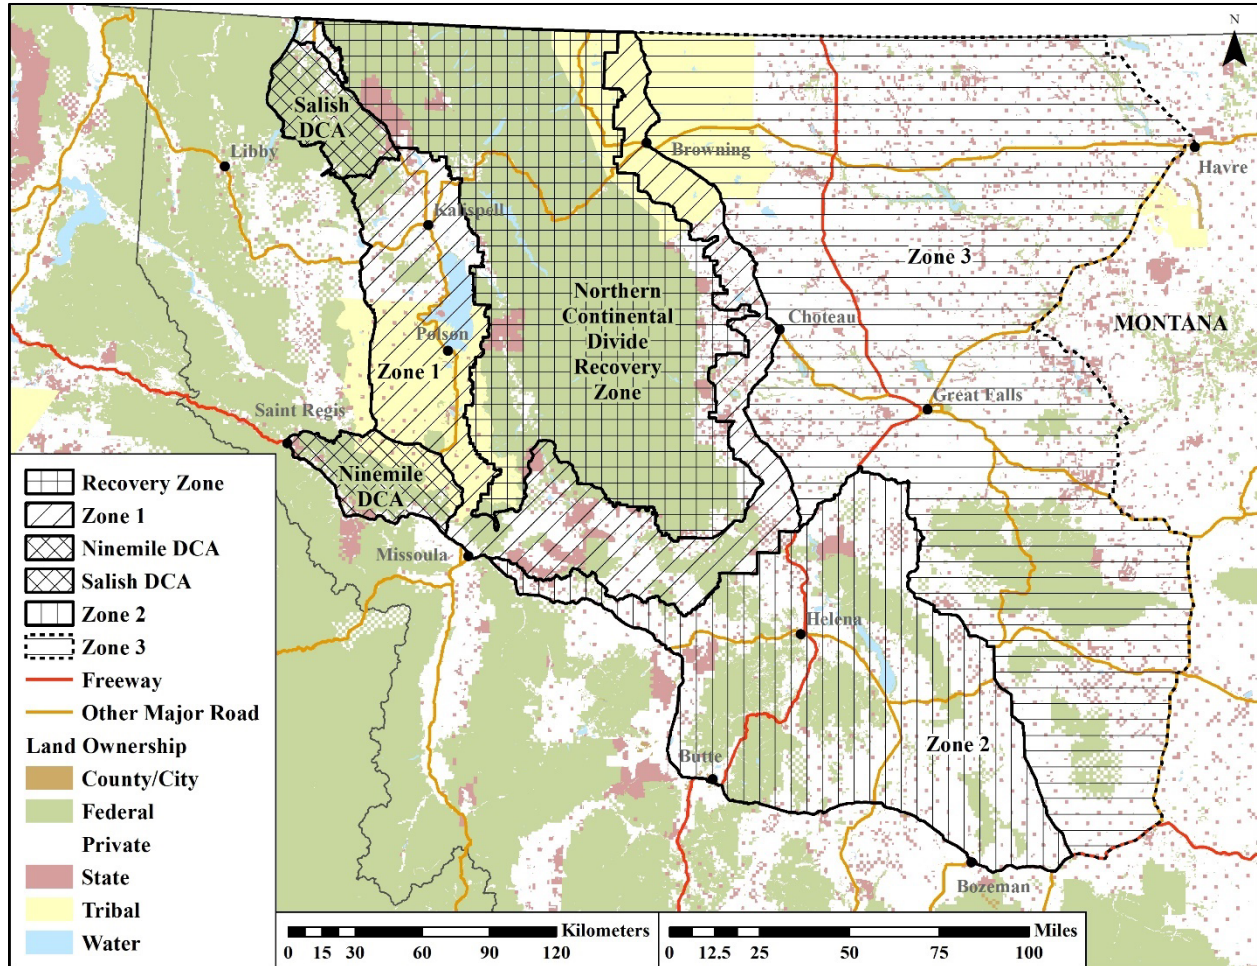 N
Salish
DCA
Libby
Browning
Havre
Kalispell
Zone 3
Northern
Continental
Divide
Recovery
Zone
Choteau
MONTANA
Polson
Zone 1
Great Falls
Saint Regis
Ninemile
DCA
Missoula
Helena
Zone 2
Butte
Bozeman
Recovery Zone
Zone 1
Ninemile DCA
Salish DCA
Zone 2
Zone 3
Freeway
Other Major Road
Land Ownership
County/City
Federal
Private
State
Tribal
Water
Kilometers
0 15 30 60 90 120
Miles
0 12.5 25 50 75 100